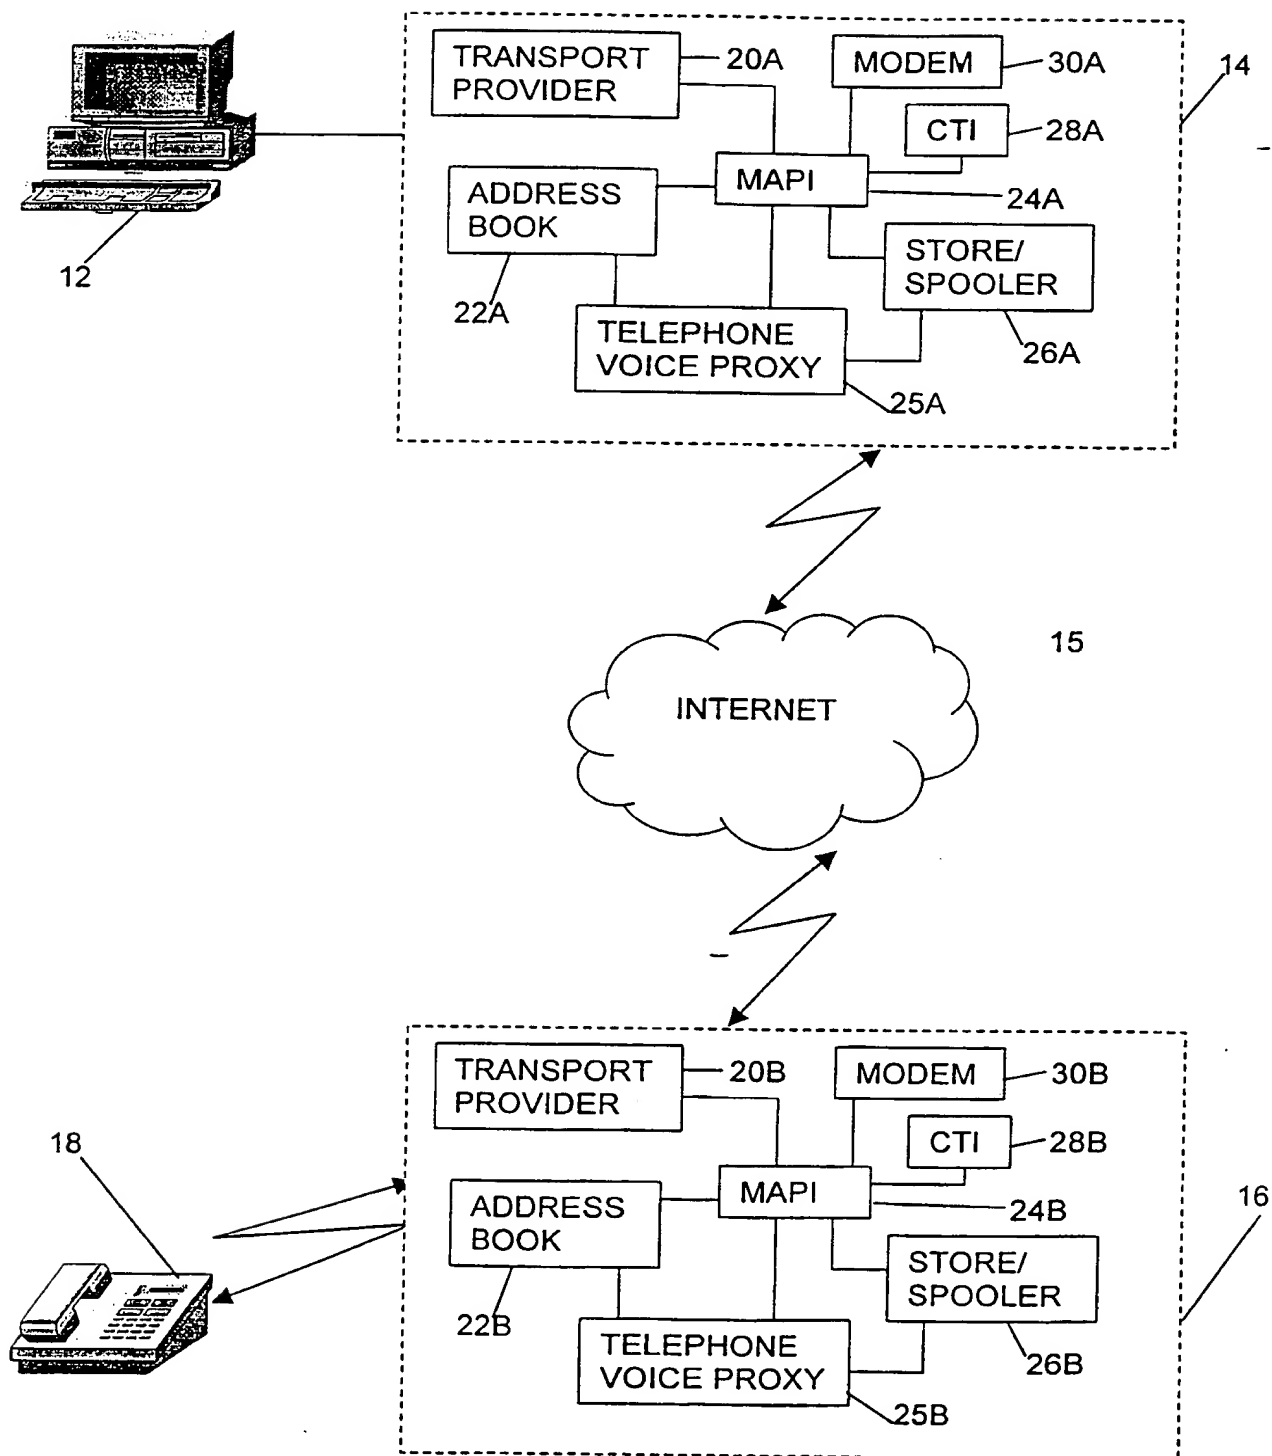 TRANSPORT
PROVIDER
20A
MODEM
30A
14
CTI
28A
MAPI
24A
ADDRESS
BOOK
12
22A
STORE/
SPOOLER
26A
TELEPHONE
VOICE PROXY
25A
15
INTERNET
TRANSPORT
PROVIDER
20B
MODEM
30B
18
CTI
28B
MAPI
24B
16
ADDRESS
BOOK
22B
STORE/
SPOOLER
26B
TELEPHONE
VOICE PROXY
25B